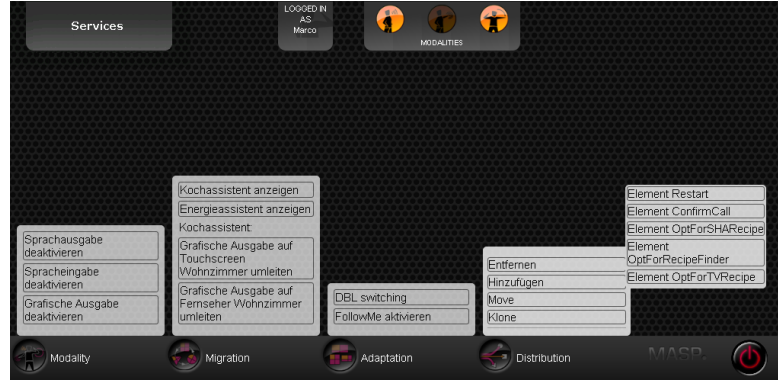 Services
LOGGED IN
AS
Marco
MODALITIES
Sprachausgabe
deaktivieren
Spracheingabe
deaktivieren
Grafische Ausgabe
deaktivieren
Kochassistent anzeigen
Energieassistent anzeigen
Kochassistent:
Grafische Ausgabe auf
Touchscreen
Wohnzimmer umleiten
Grafische Ausgabe auf
Fernseher Wohnzimmer
umleiten
DBL switching
FollowMe aktivieren
Entfernen
Hinzufügen
Move
Klone
Element Restart
Element ConfirmCall
Element OptForSHARecipe
Element
OptForRecipeFinder
Element OptForTVRecipe
Modality
Migration
Adaptation
Distribution
MASP.